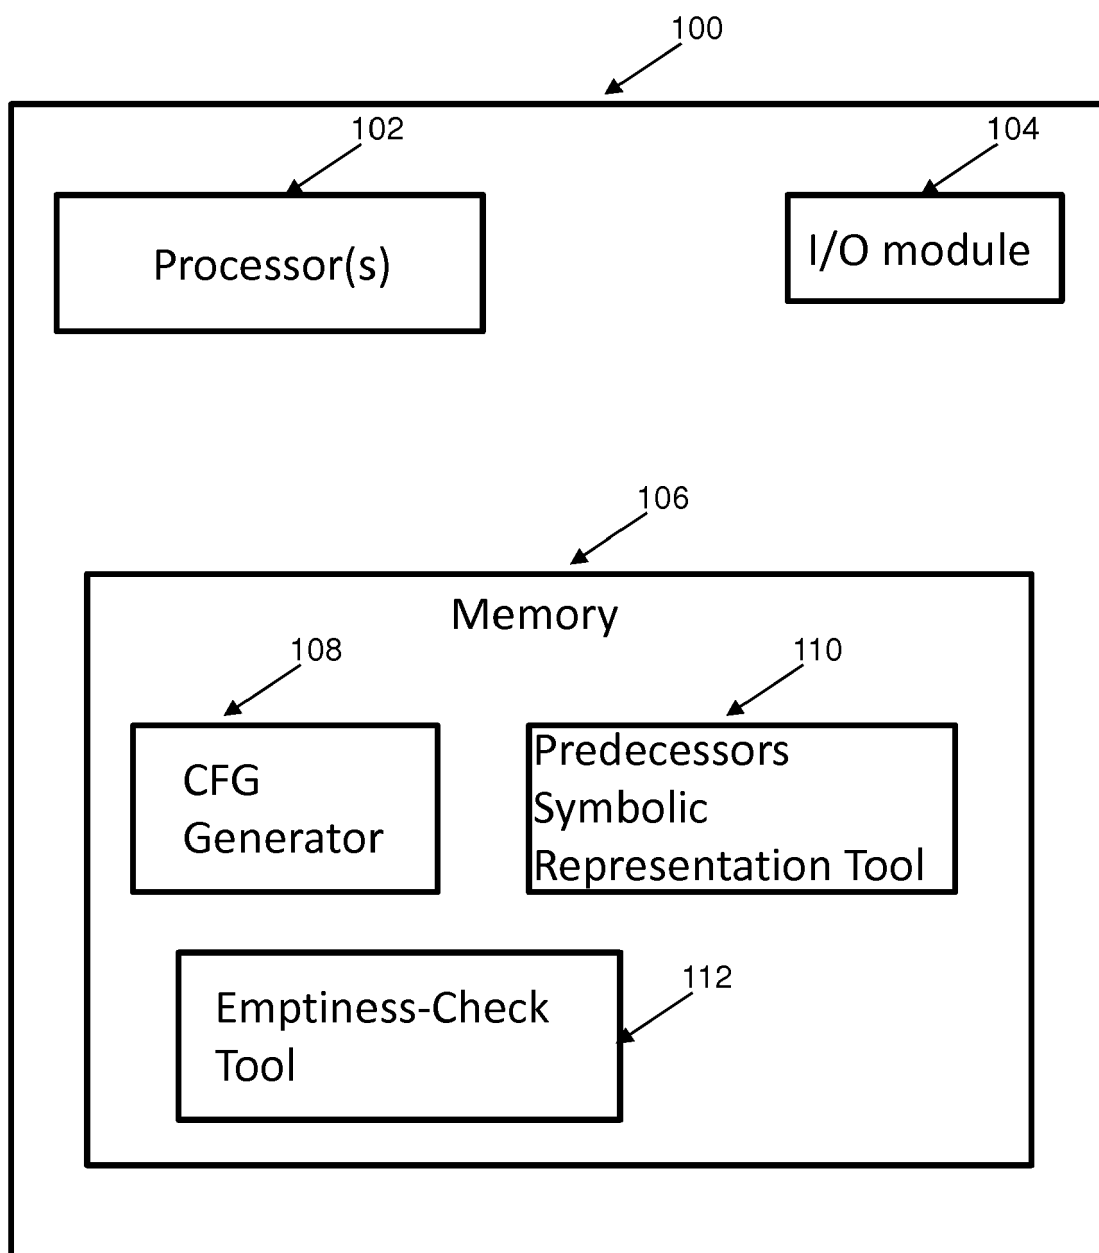 100
102
104
Processor(s)
I/O module
106
Memory
108
110
CFG
Generator
Predecessors
Symbolic
Representation Tool
Emptiness-Check
Tool
112